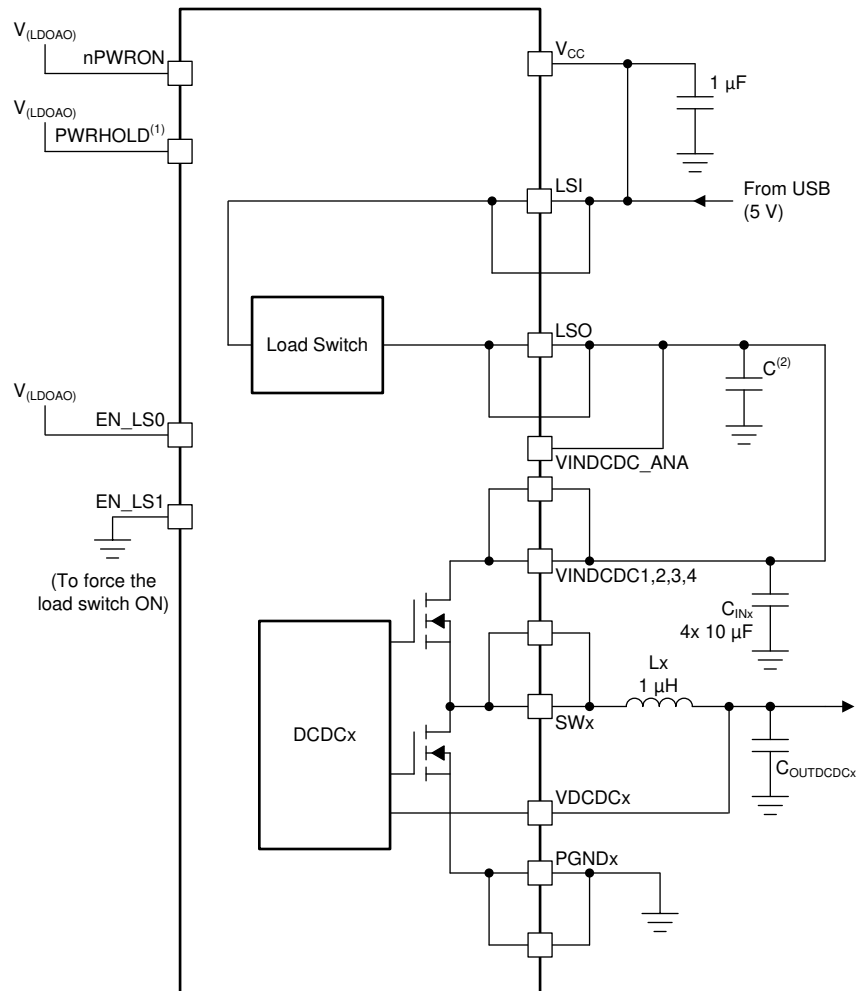 V(LDOAO)
nPWRON
V(LDOAO)
PWRHOLD(1)
VCC
1 µF
LSI
From USB
(5 V)
Load Switch
LSO
C(2)
V(LDOAO)
EN_LS0
VINDCDC_ANA
EN_LS1
(To force the
load switch ON)
VINDCDC1,2,3,4
CINx
4x 10 µF
Lx
1 µH
DCDCx
SWx
COUTDCDCx
VDCDCx
PGNDx